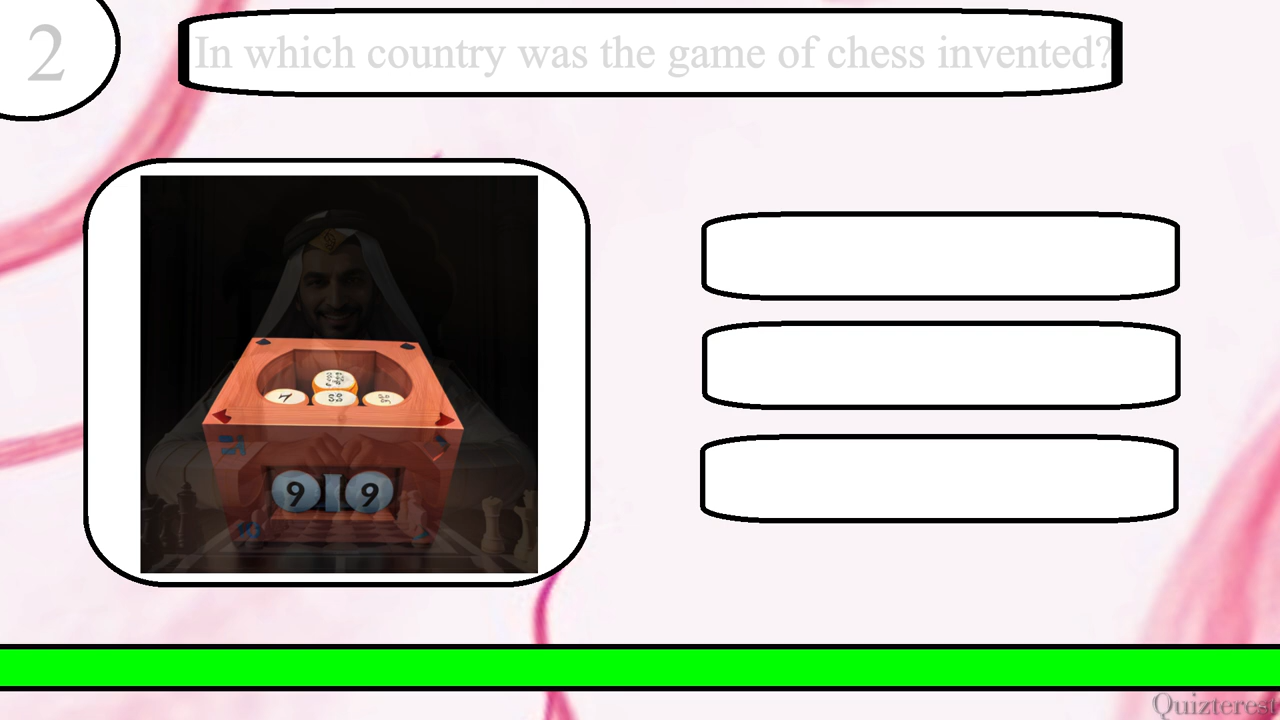 2
In which country was the game of chess invented?
9 9
Quizterest